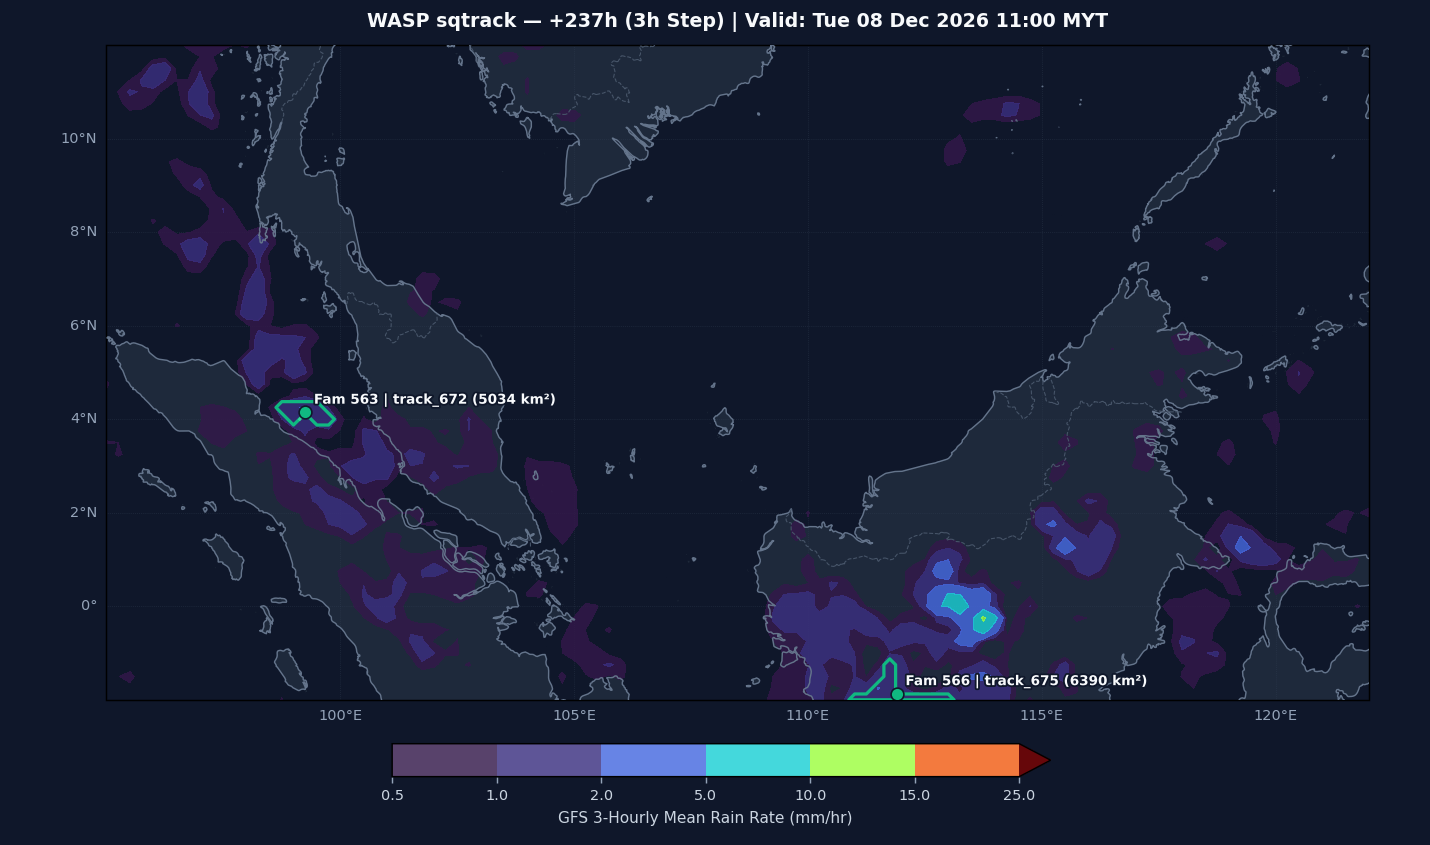 WASP sqtrack — +237h (3h Step) | Valid: Tue 08 Dec 2026 11:00 MYT
10°N
8°N
6°N
4°N
2°N
0°
Fam 563 | track_672 (5034 km²)
Fam 566 | track_675 (6390 km²)
100°E 105°E 110°E 115°E 120°E
0.5 1.0 2.0 5.0 10.0 15.0 25.0
GFS 3-Hourly Mean Rain Rate (mm/hr)